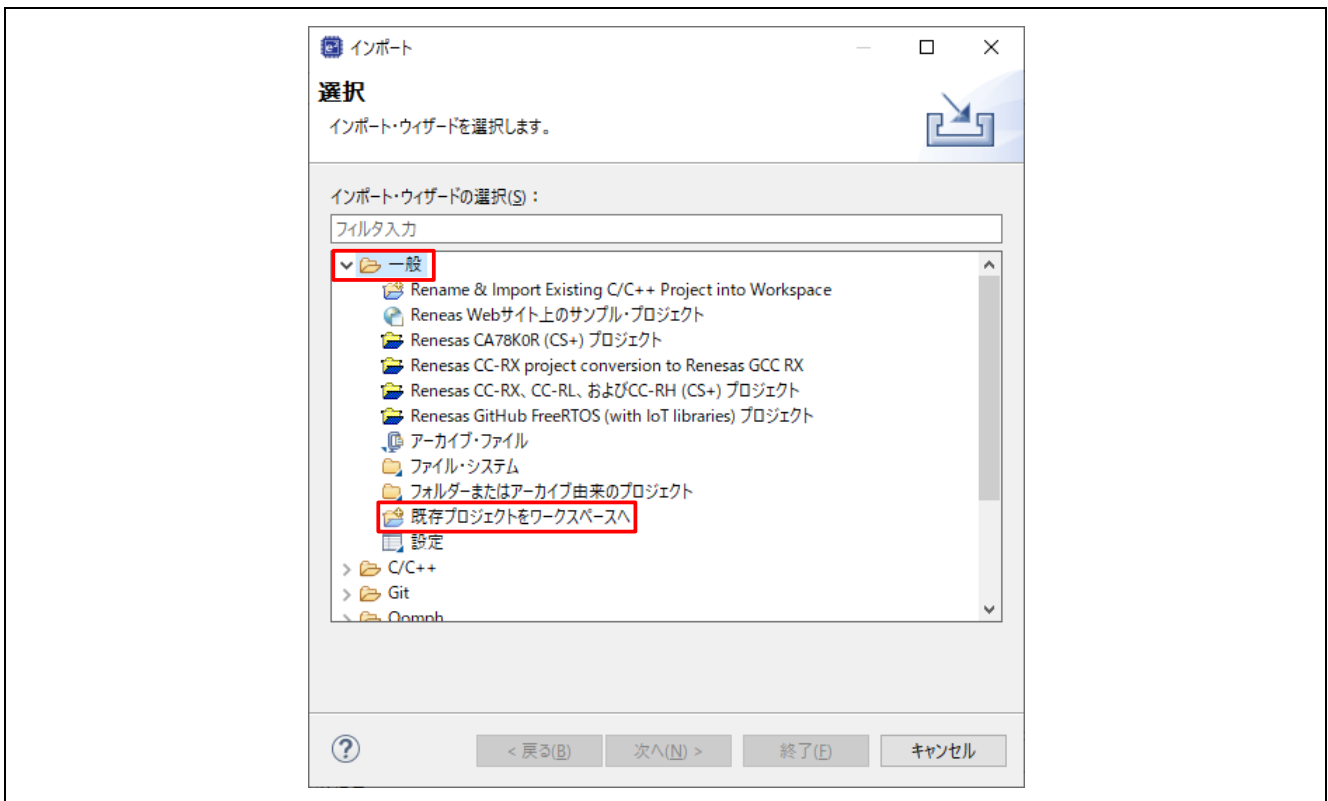 インポート
選択
インポート・ウィザードを選択します。
インポート・ウィザードの選択(S)：
フィルタ入力
一般
Rename & Import Existing C/C++ Project into Workspace
Reneas Webサイト上のサンプル・プロジェクト
Renesas CA78K0R (CS+) プロジェクト
Renesas CC-RX project conversion to Renesas GCC RX
Renesas CC-RX、CC-RL、およびCC-RH (CS+) プロジェクト
Renesas GitHub FreeRTOS (with IoT libraries) プロジェクト
アーカイブ・ファイル
ファイル・システム
フォルダーまたはアーカイブ由来のプロジェクト
既存プロジェクトをワークスペースへ
設定
C/C++
Git
Oomph
< 戻る(B) 次へ(N) > 終了(F) キャンセル